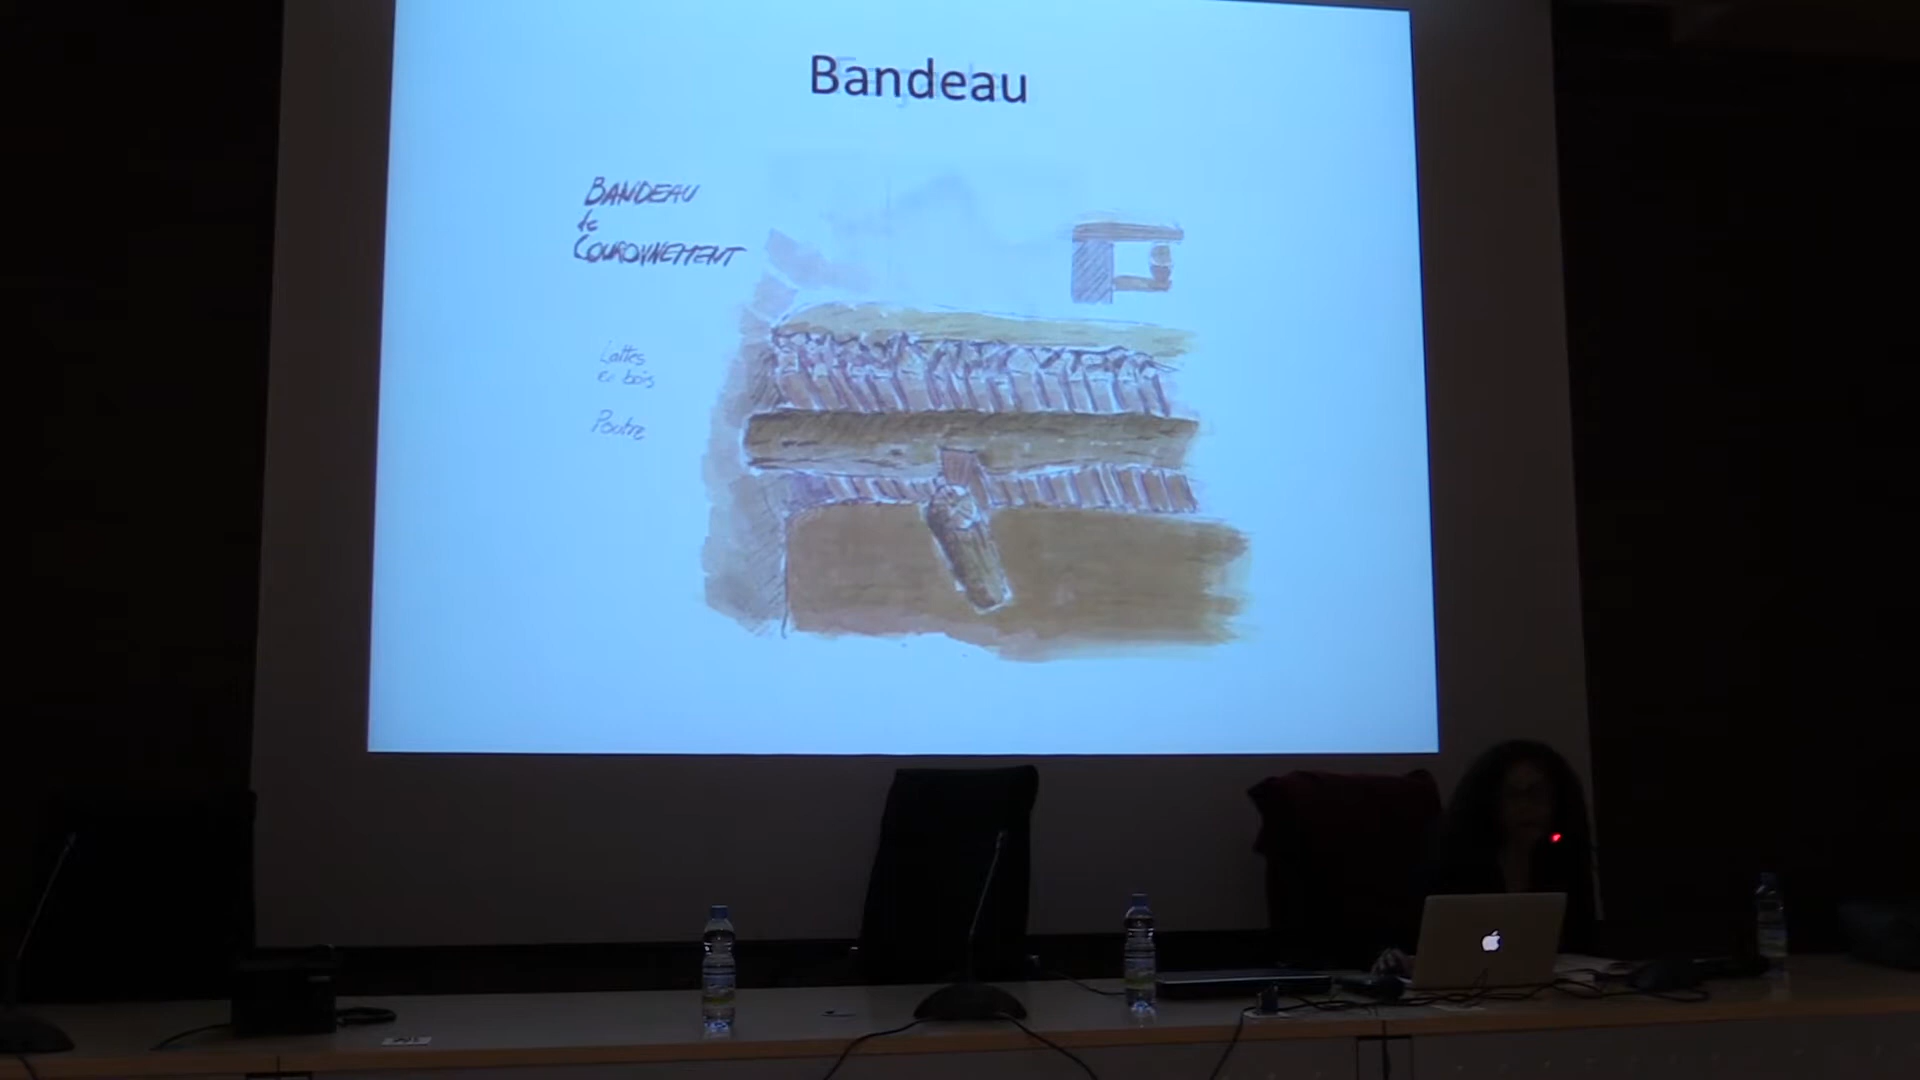 Bandeau
BANDEAU
de
COURONNEMENT
Lattes
en bois
Poutre